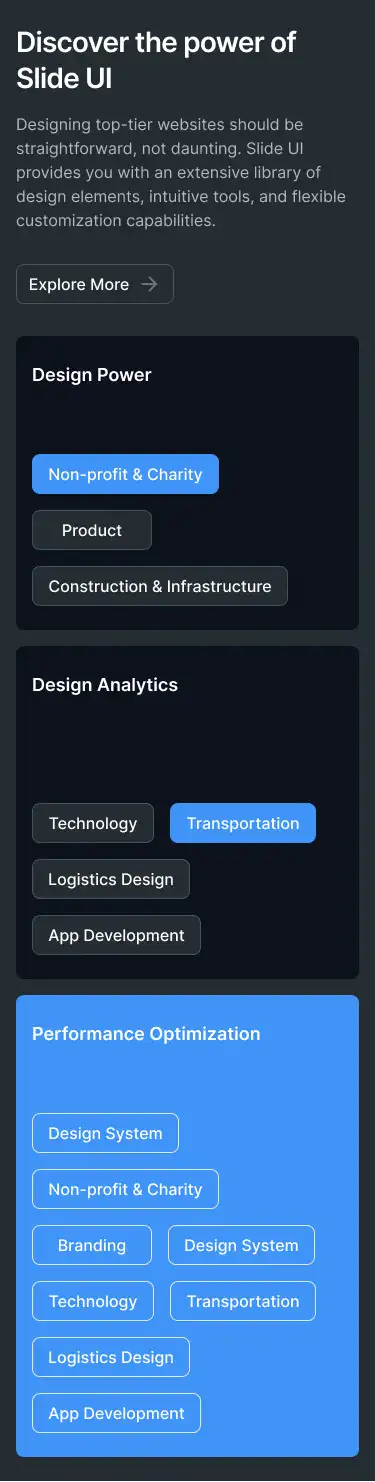 Discover the power of
Slide UI
Designing top-tier websites should be
straightforward, not daunting. Slide UI
provides you with an extensive library of
design elements, intuitive tools, and flexible
customization capabilities.
Explore More
Design Power
Non-profit & Charity
Product
Construction & Infrastructure
Design Analytics
Technology Transportation
Logistics Design
App Development
Performance Optimization
Design System
Non-profit & Charity
Branding Design System
Technology Transportation
Logistics Design
App Development